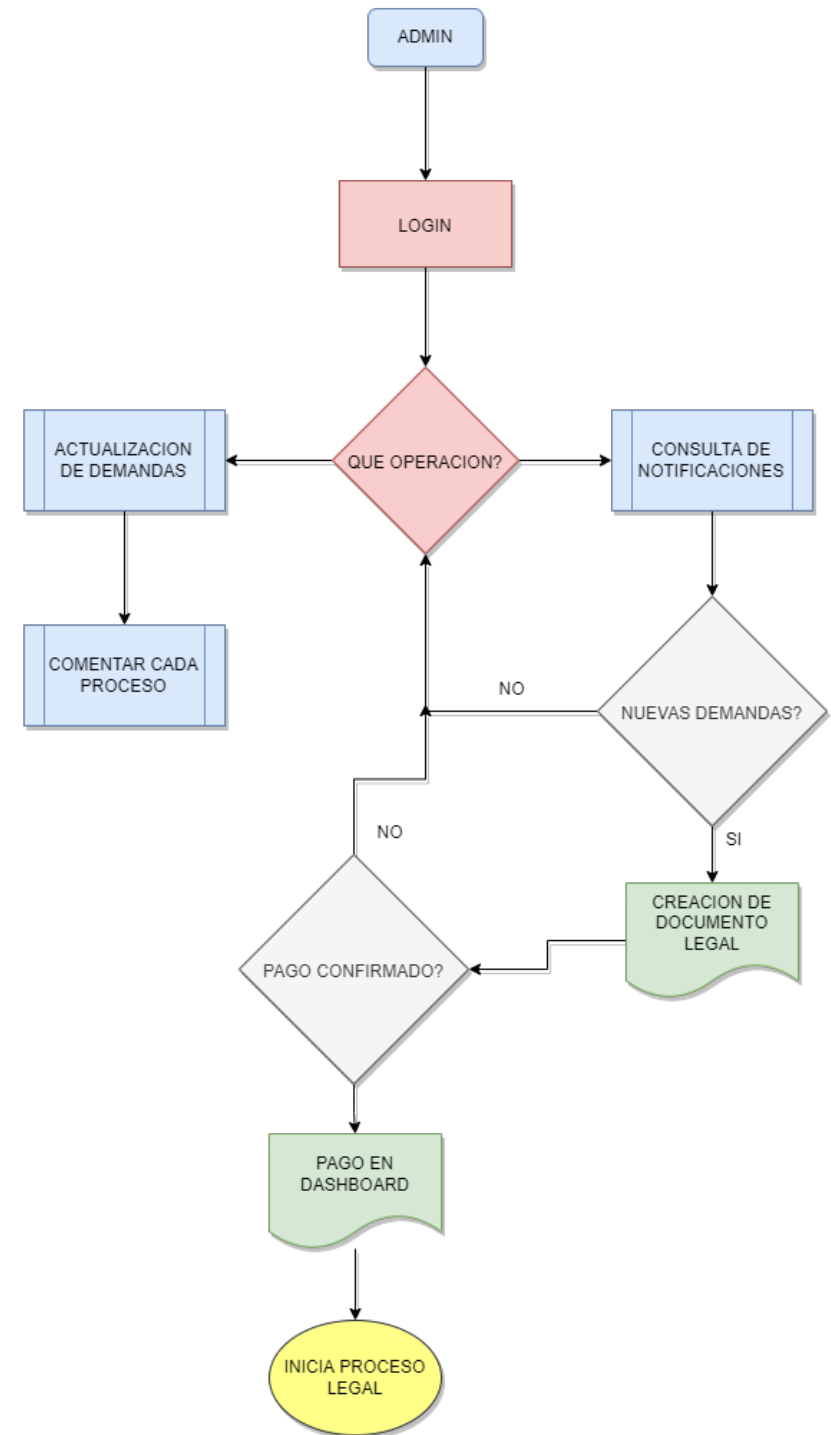 ADMIN
LOGIN
QUE OPERACION?
ACTUALIZACION
DE DEMANDAS
CONSULTA DE
NOTIFICACIONES
COMENTAR CADA
PROCESO
NO
NUEVAS DEMANDAS?
NO
SI
CREACION DE
DOCUMENTO
LEGAL
PAGO CONFIRMADO?
PAGO EN
DASHBOARD
INICIA PROCESO
LEGAL